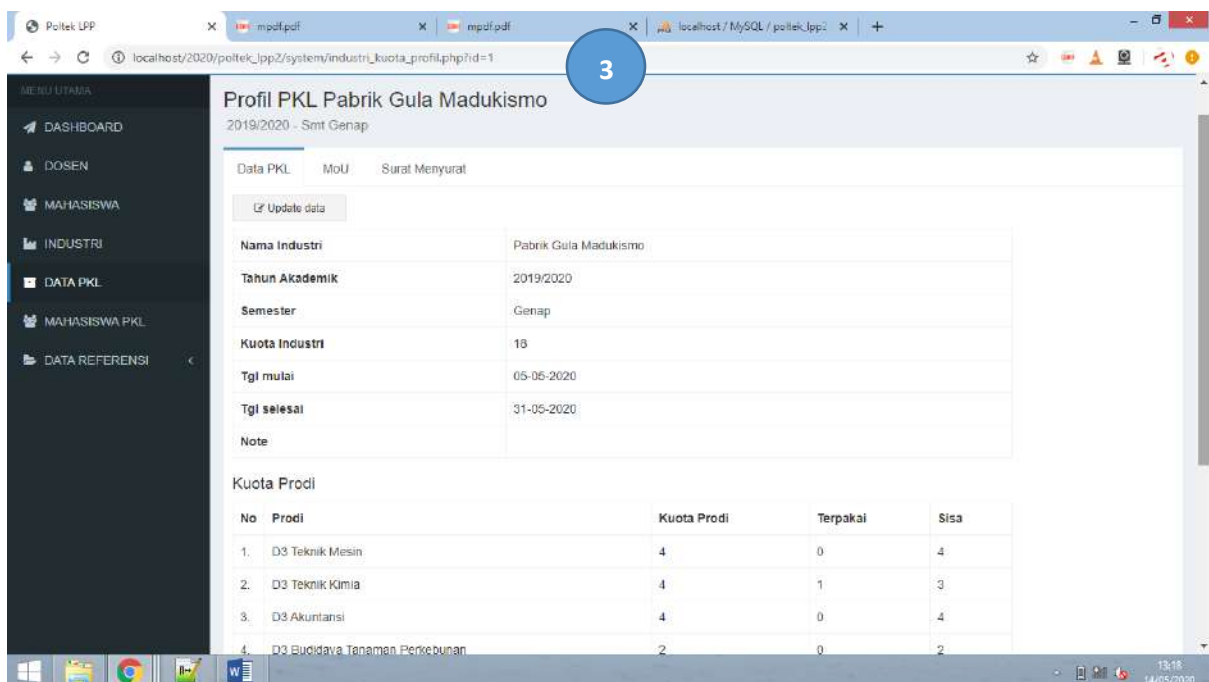 Poltek LPP
mpdf.pdf
mpdf.pdf
localhost / MySQL / poltek_lpp2
localhost/2020/poltek_lpp2/system/industri_kuota_profil.php?id=1
3
MENU UTAMA
DASHBOARD
DOSEN
MAHASISWA
INDUSTRI
DATA PKL
MAHASISWA PKL
DATA REFERENSI
Profil PKL Pabrik Gula Madukismo
2019/2020 - Smt Genap
Data PKL MoU Surat Menyurat
Update data
Nama Industri Pabrik Gula Madukismo
Tahun Akademik 2019/2020
Semester Genap
Kuota Industri 18
Tgl mulai 05-05-2020
Tgl selesai 31-05-2020
Note
Kuota Prodi
No Prodi Kuota Prodi Terpakai Sisa
1. D3 Teknik Mesin 4 0 4
2. D3 Teknik Kimia 4 1 3
3. D3 Akuntansi 4 0 4
4. D3 Budidaya Tanaman Perkebunan 2 0 2
13:18
14/05/2020